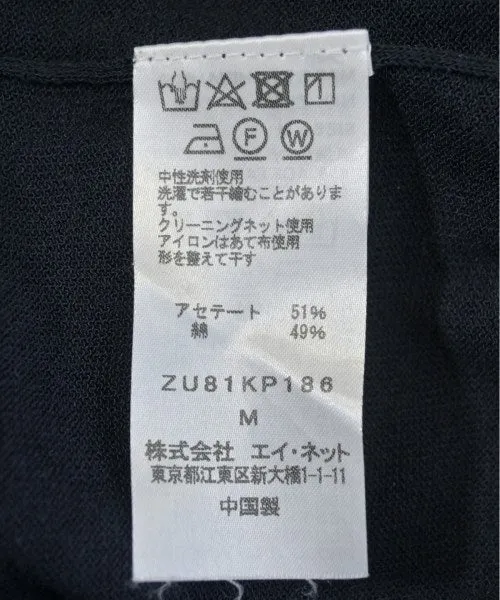 F W
中性洗剤使用
洗濯で若干縮むことがありま
す。
クリーニングネット使用
アイロンはあて布使用
形を整えて干す
アセテート 51%
綿 49%
ZU81KP186
M
株式会社 エイ・ネット
東京都江東区新大橋1-1-11
中国製